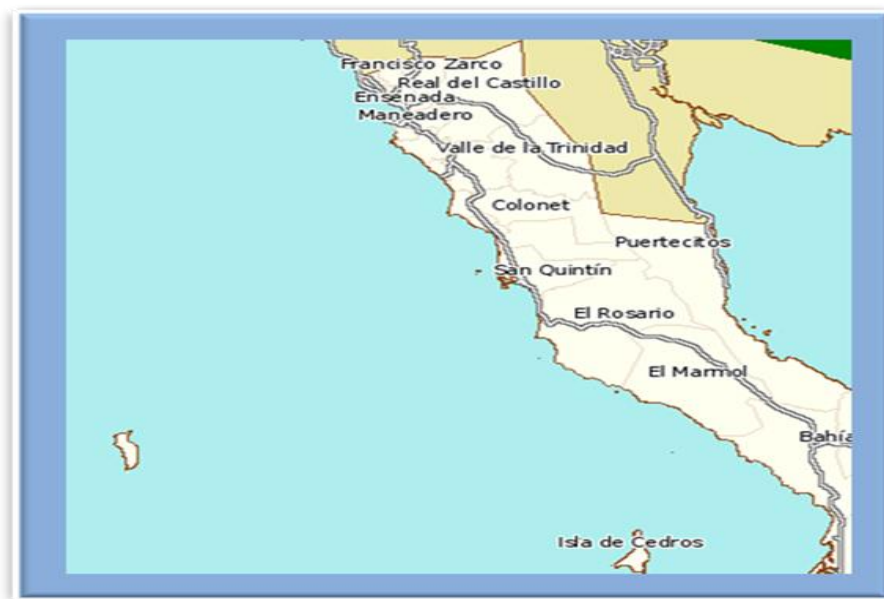 Francisco Zarco
Real del Castillo
Ensenada
Maneadero
Valle de la Trinidad
Colonet
Puertecitos
San Quintín
El Rosario
El Marmol
Bahía
Isla de Cedros